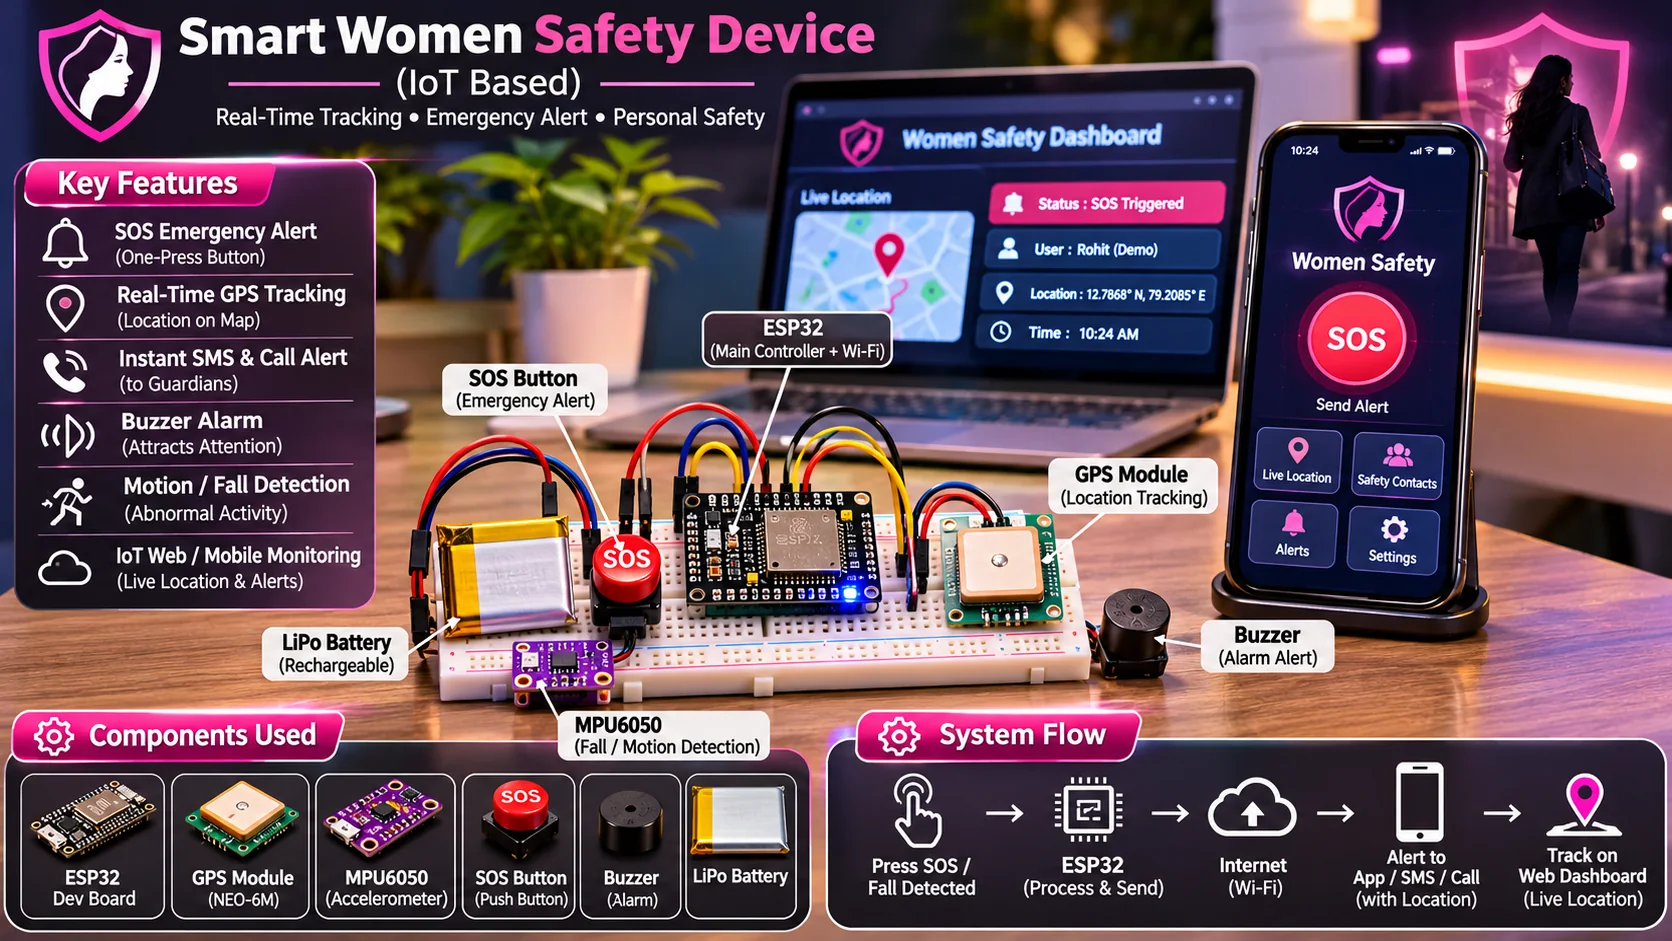 Smart Women Safety Device
(IoT Based)
Real-Time Tracking • Emergency Alert • Personal Safety
Key Features
SOS Emergency Alert
(One-Press Button)
Real-Time GPS Tracking
(Location on Map)
Instant SMS & Call Alert
(to Guardians)
Buzzer Alarm
(Attracts Attention)
Motion / Fall Detection
(Abnormal Activity)
IoT Web / Mobile Monitoring
(Live Location & Alerts)
Women Safety Dashboard
Live Location
Status : SOS Triggered
User : Rohit (Demo)
Location : 12.7868° N, 79.2085° E
Time : 10:24 AM
10:24
Women Safety
SOS
Send Alert
Live Location
Safety Contacts
Alerts
Settings
ESP32
(Main Controller + Wi-Fi)
SOS Button
(Emergency Alert)
GPS Module
(Location Tracking)
SOS
LiPo Battery
(Rechargeable)
Buzzer
(Alarm Alert)
MPU6050
(Fall / Motion Detection)
Components Used
ESP32
Dev Board
GPS Module
(NEO-6M)
MPU6050
(Accelerometer)
SOS
SOS Button
(Push Button)
Buzzer
(Alarm)
LiPo Battery
System Flow
Press SOS /
Fall Detected
ESP32
(Process & Send)
Internet
(Wi-Fi)
Alert to
App / SMS / Call
(with Location)
Track on
Web Dashboard
(Live Location)